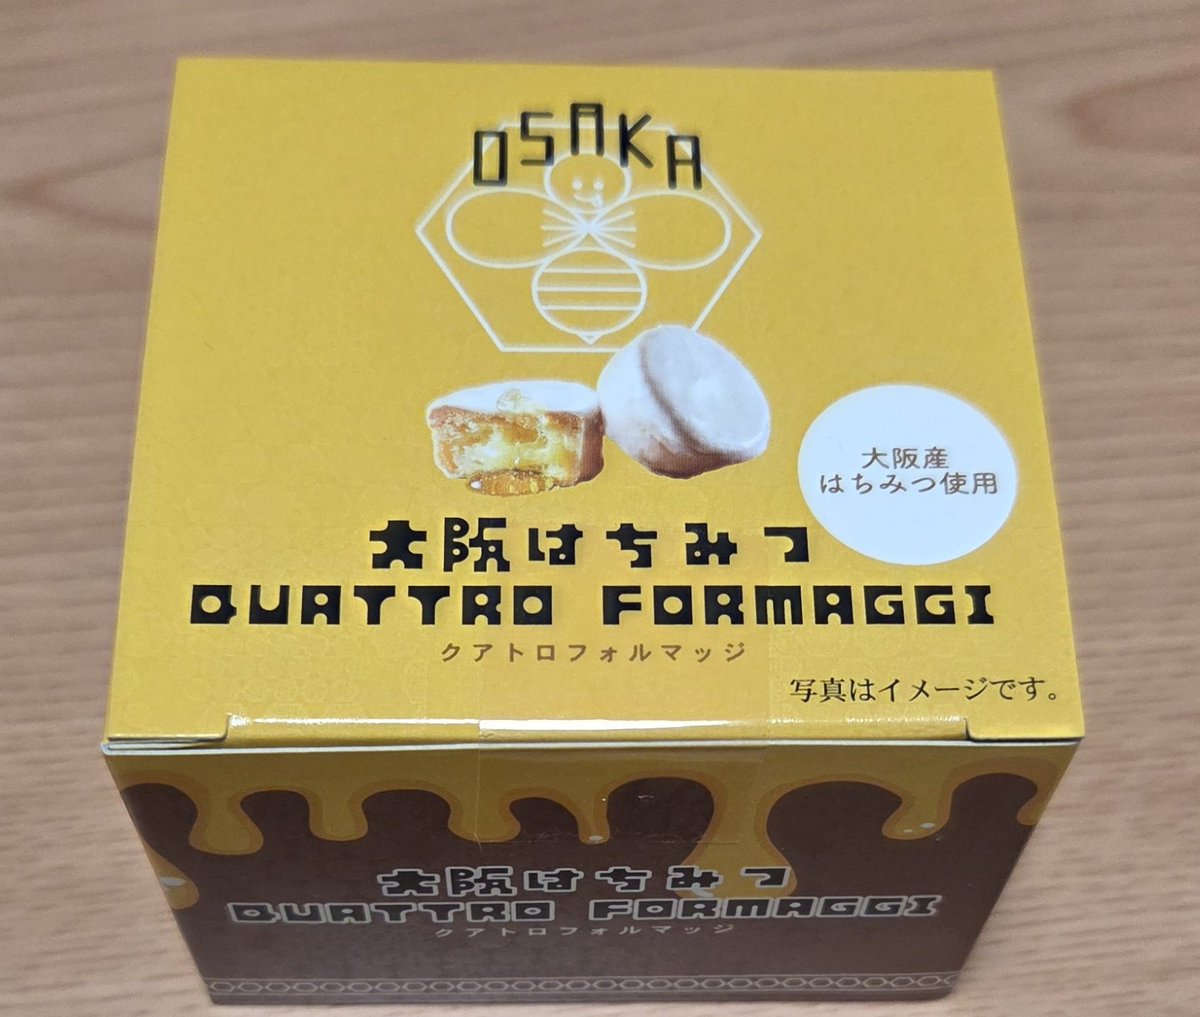 OSAKA
大阪産
はちみつ使用
大阪はちみつ
QUATTRO FORMAGGI
クアトロフォルマッジ
写真はイメージです。
大阪はちみつ
QUATTRO FORMAGGI
クアトロフォルマッジ